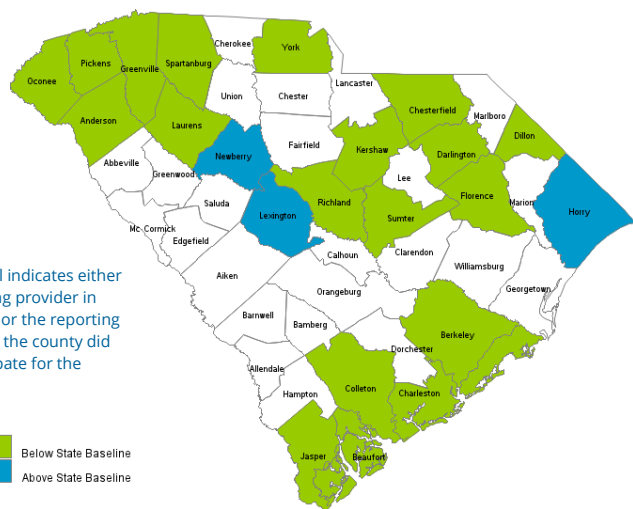 Cherokee
York
Pickens
Greenville
Spartanburg
Oconee
Lancaster
Union
Chester
Chesterfield
Marlboro
Anderson
Laurens
Dillon
Fairfield
Kershaw
Darlington
Newberry
Abbeville
Greenwood
Lee
Florence
Marion
Saluda
Richland
Horry
Lexington
Sumter
Mc Cormick
Edgefield
Calhoun
Clarendon
Williamsburg
Aiken
Georgetown
Orangeburg
Barnwell
Bamberg
Berkeley
Dorchester
Allendale
Colleton
Charleston
Hampton
Jasper
Beaufort
l indicates either
ng provider in
or the reporting
the county did
pate for the
Below State Baseline
Above State Baseline